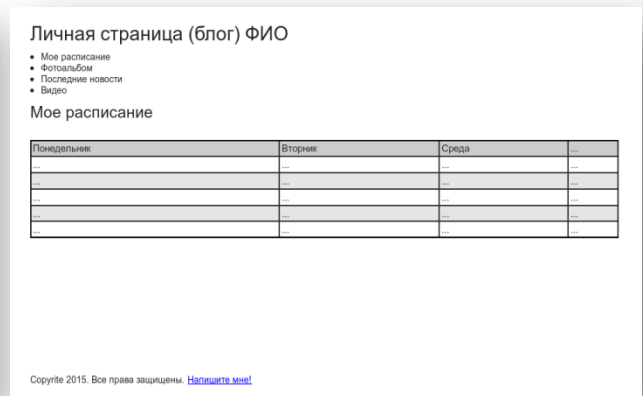 Личная страница (блог) ФИО
Мое расписание
Фотоальбом
Последние новости
Видео
Мое расписание
Понедельник Вторник Среда ...
... ... ... ...
... ... ... ...
... ... ... ...
... ... ... ...
... ... ... ...
Copyrite 2015. Все права защищены. Напишите мне!